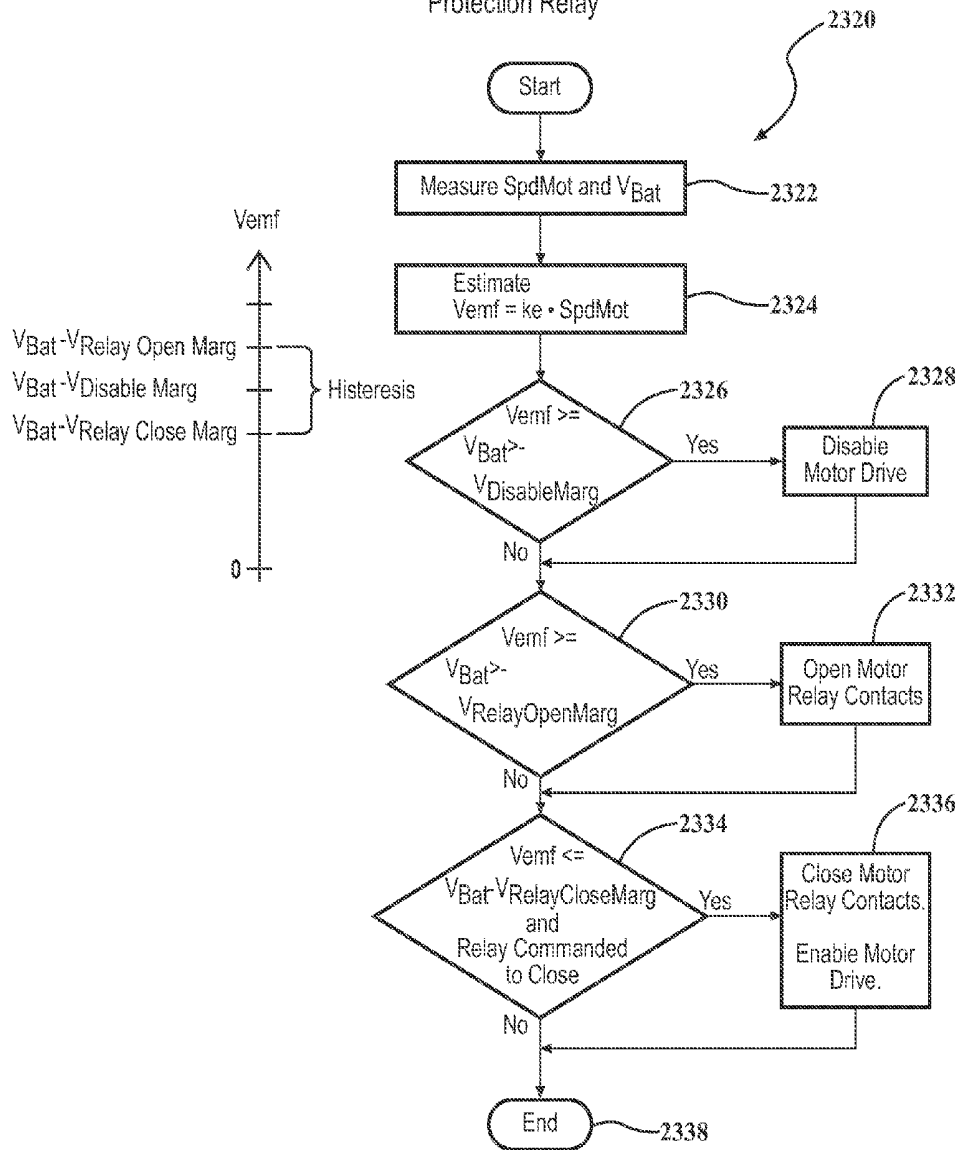 Protection Relay
2320
Start
Measure SpdMot and VBat
2322
Vemf
Estimate
Vemf = ke • SpdMot
2324
VBat-VRelay Open Marg
VBat-VDisable Marg
VBat-VRelay Close Marg
Histeresis
0
2326
Vemf >=
VBat>-
VDisableMarg
Yes
No
2328
Disable
Motor Drive
2330
Vemf >=
VBat>-
VRelayOpenMarg
Yes
No
2332
Open Motor
Relay Contacts
2334
Vemf <=
VBat-VRelayCloseMarg
and
Relay Commanded
to Close
Yes
No
2336
Close Motor
Relay Contacts.
Enable Motor
Drive.
End
2338